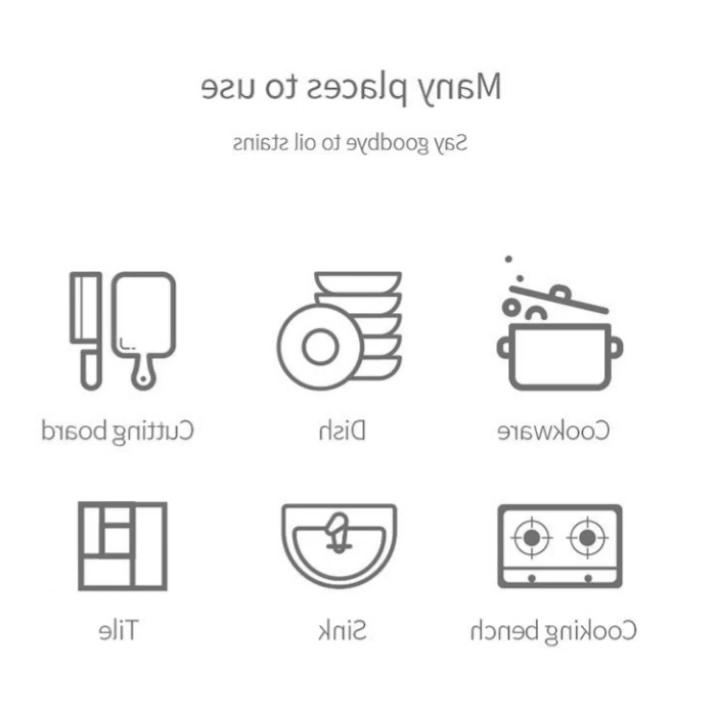 Many places to use
Say goodbye to oil stains
Cookware
Dish
Cutting board
Cooking bench
Sink
Tile